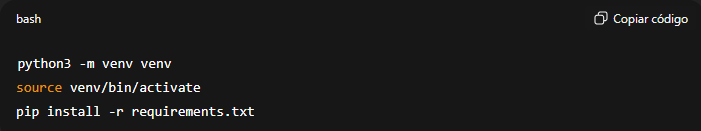 bash
Copiar código
python3 -m venv venv
source venv/bin/activate
pip install -r requirements.txt